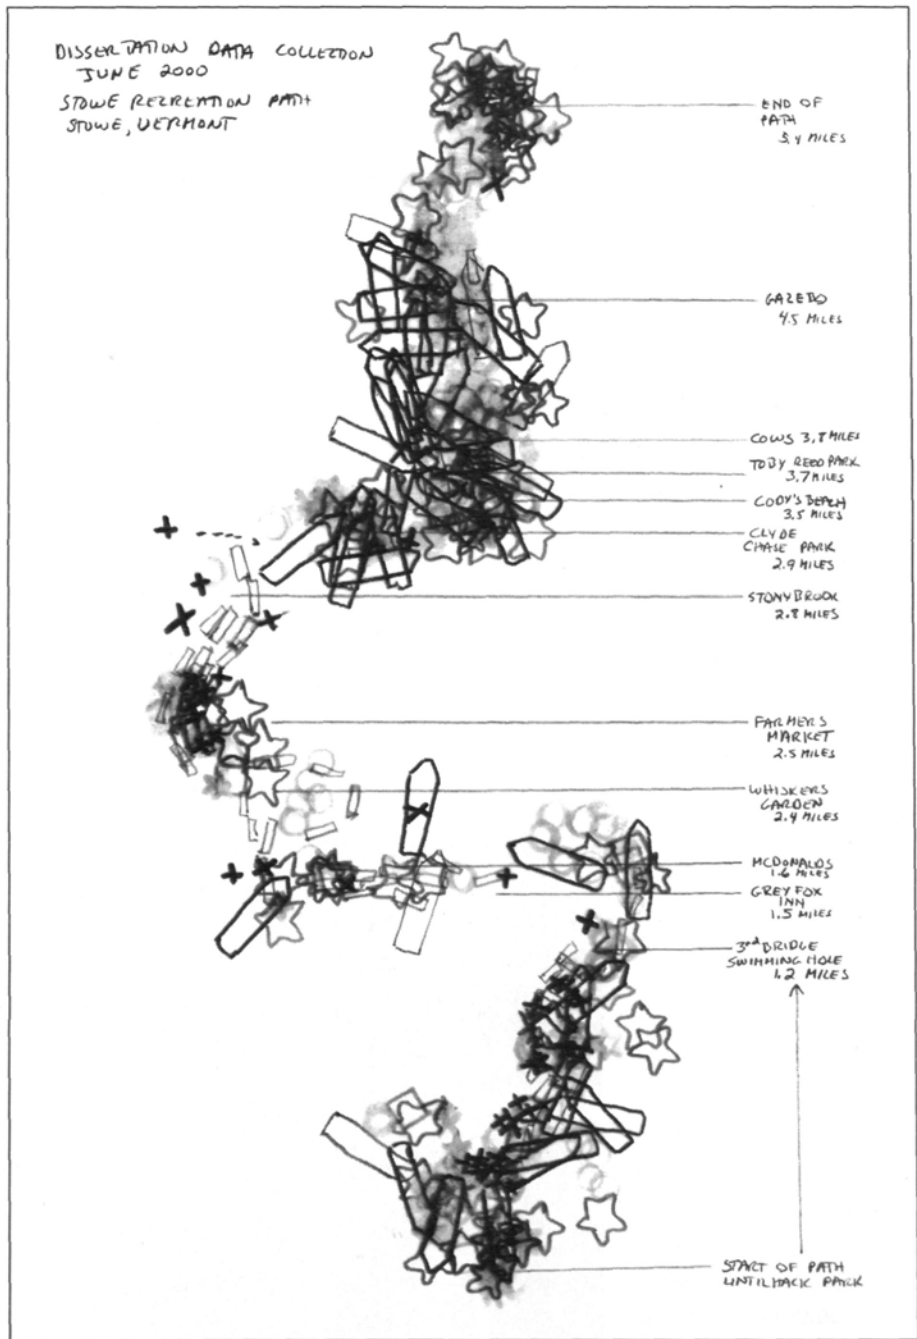 DISSERTATION DATA COLLECTION
JUNE 2000
STOWE RECREATION PATH
STOWE, VERMONT
END OF
PATH
5.4 MILES
GAZEBO
4.5 MILES
COWS 3.8 MILES
TOBY REED PARK
3.7 MILES
CODY'S BEACH
3.5 MILES
CLYDE
CHASE PARK
2.9 MILES
STONYBROOK
2.8 MILES
FARMERS
MARKET
2.5 MILES
WHISKERS
GARDEN
2.4 MILES
MCDONALDS
1.6 MILES
GREY FOX
INN
1.5 MILES
3rd BRIDGE
SWIMMING HOLE
1.2 MILES
START OF PATH
LINTILHACK PARK